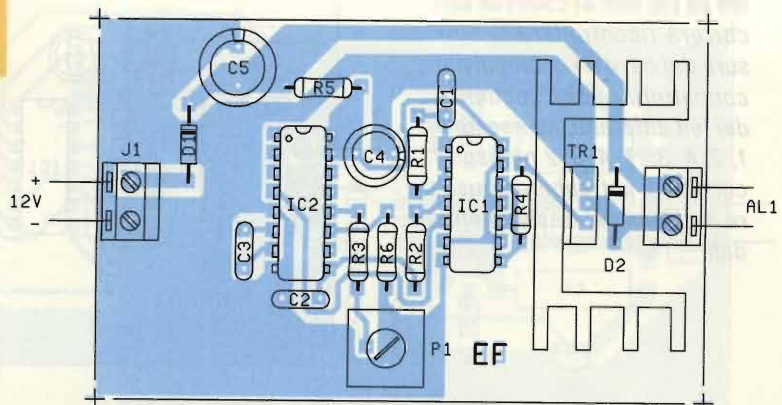 C5
R5
C1
J1
D1
C4
R1
TR1
+
12V
-
IC2
IC1
R4
AL1
C3
R3
R6
R2
D2
C2
P1
EF